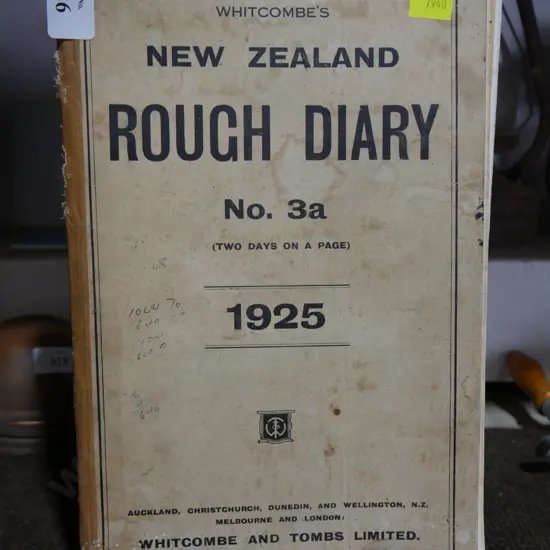 WHITCOMBE'S
NEW ZEALAND
ROUGH DIARY
No. 3a
(TWO DAYS ON A PAGE)
1925
AUCKLAND, CHRISTCHURCH, DUNEDIN, AND WELLINGTON, N.Z.
MELBOURNE AND LONDON:
WHITCOMBE AND TOMBS LIMITED.